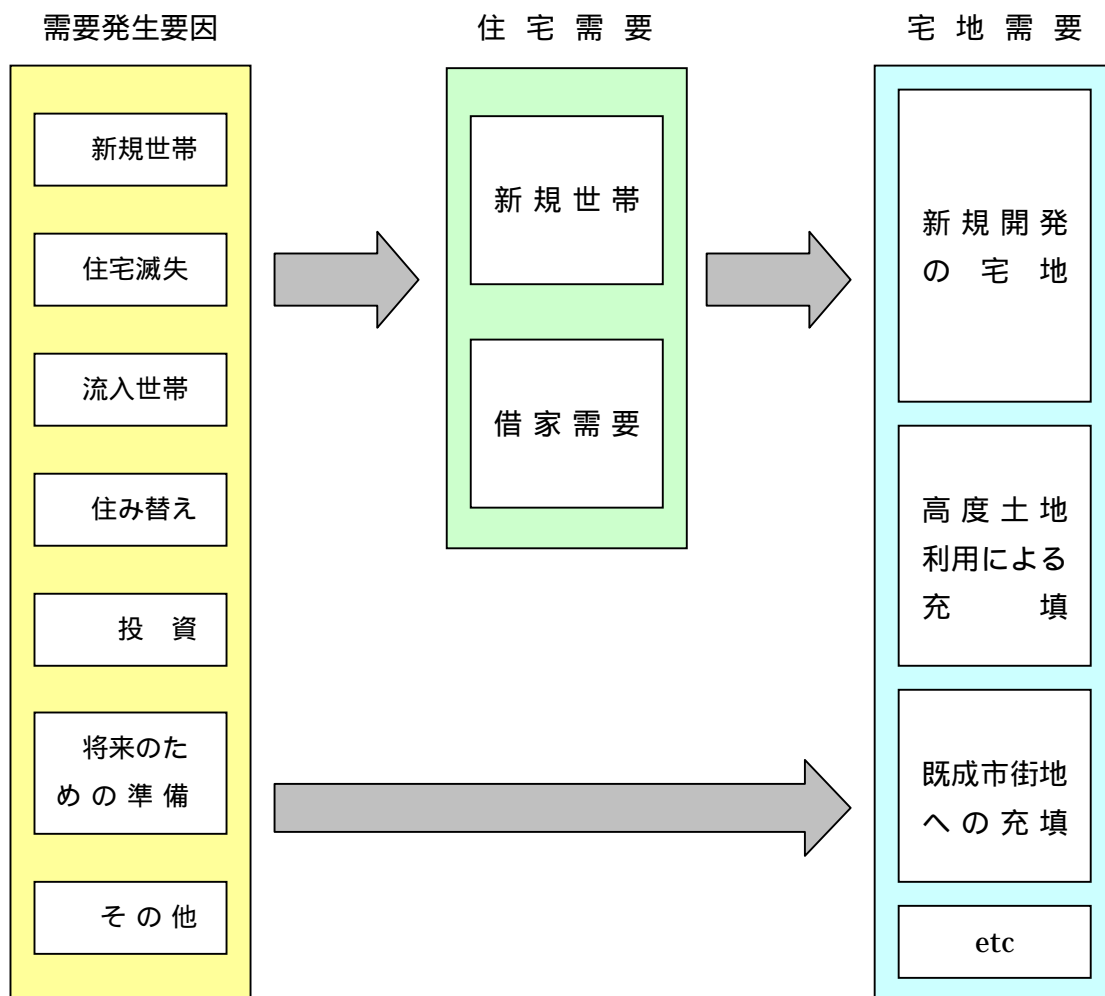 需要発生要因
新規世帯
住宅滅失
流入世帯
住み替え
投　資
将来のた
めの準備
その他
住宅需要
新規世帯
借家需要
宅地需要
新規開発
の宅地
高度土地
利用による
充填
既成市街地
への充填
etc